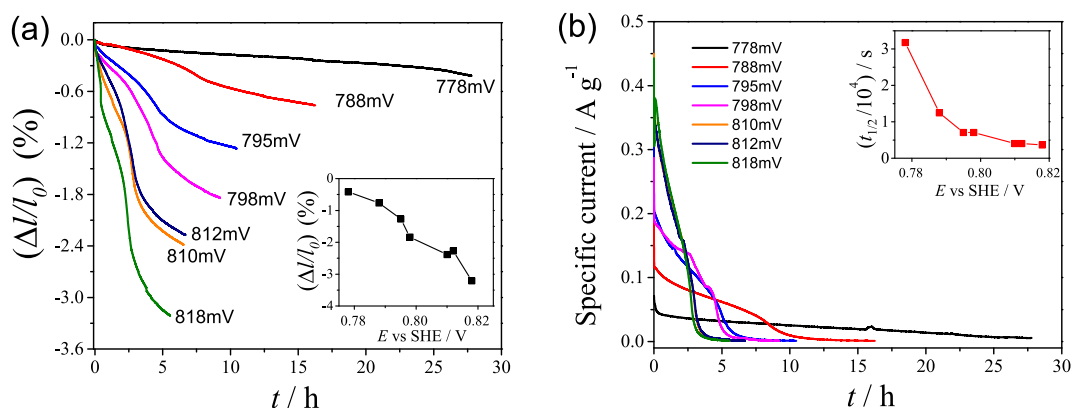 (a)
(Δl/l0) (%)
0.0
-0.6
-1.2
-1.8
-2.4
-3.0
-3.6
0 5 10 15 20 25 30
t / h
778mV
788mV
795mV
798mV
812mV
810mV
818mV
(Δl/l0) (%)
0
-1
-2
-3
-4
0.78 0.80 0.82
E vs SHE / V
(b)
Specific current / A g-1
0.5
0.4
0.3
0.2
0.1
0.0
0 5 10 15 20 25 30
t / h
778mV
788mV
795mV
798mV
810mV
812mV
818mV
(t1/2/10^4) / s
3
2
1
0
0.78 0.80 0.82
E vs SHE / V